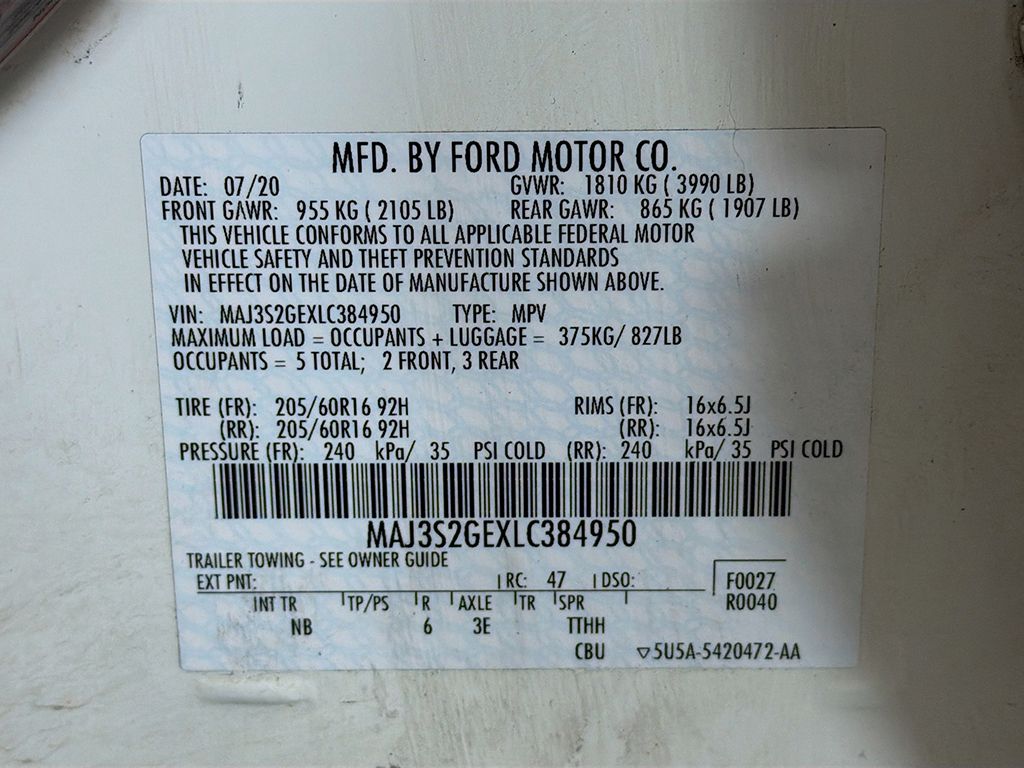 MFD. BY FORD MOTOR CO.
DATE: 07/20 GVWR: 1810 KG ( 3990 LB)
FRONT GAWR: 955 KG ( 2105 LB) REAR GAWR: 865 KG ( 1907 LB)
THIS VEHICLE CONFORMS TO ALL APPLICABLE FEDERAL MOTOR
VEHICLE SAFETY AND THEFT PREVENTION STANDARDS
IN EFFECT ON THE DATE OF MANUFACTURE SHOWN ABOVE.
VIN: MAJ3S2GEXLC384950 TYPE: MPV
MAXIMUM LOAD = OCCUPANTS + LUGGAGE = 375KG/ 827LB
OCCUPANTS = 5 TOTAL; 2 FRONT, 3 REAR
TIRE (FR): 205/60R16 92H RIMS (FR): 16x6.5J
(RR): 205/60R16 92H (RR): 16x6.5J
PRESSURE (FR): 240 kPa/ 35 PSI COLD (RR): 240 kPa/ 35 PSI COLD
MAJ3S2GEXLC384950
TRAILER TOWING - SEE OWNER GUIDE
EXT PNT: RC: 47 DSO: F0027
INT TR TP/PS R AXLE TR SPR R0040
NB 6 3E TTHH
CBU ▽5U5A-5420472-AA